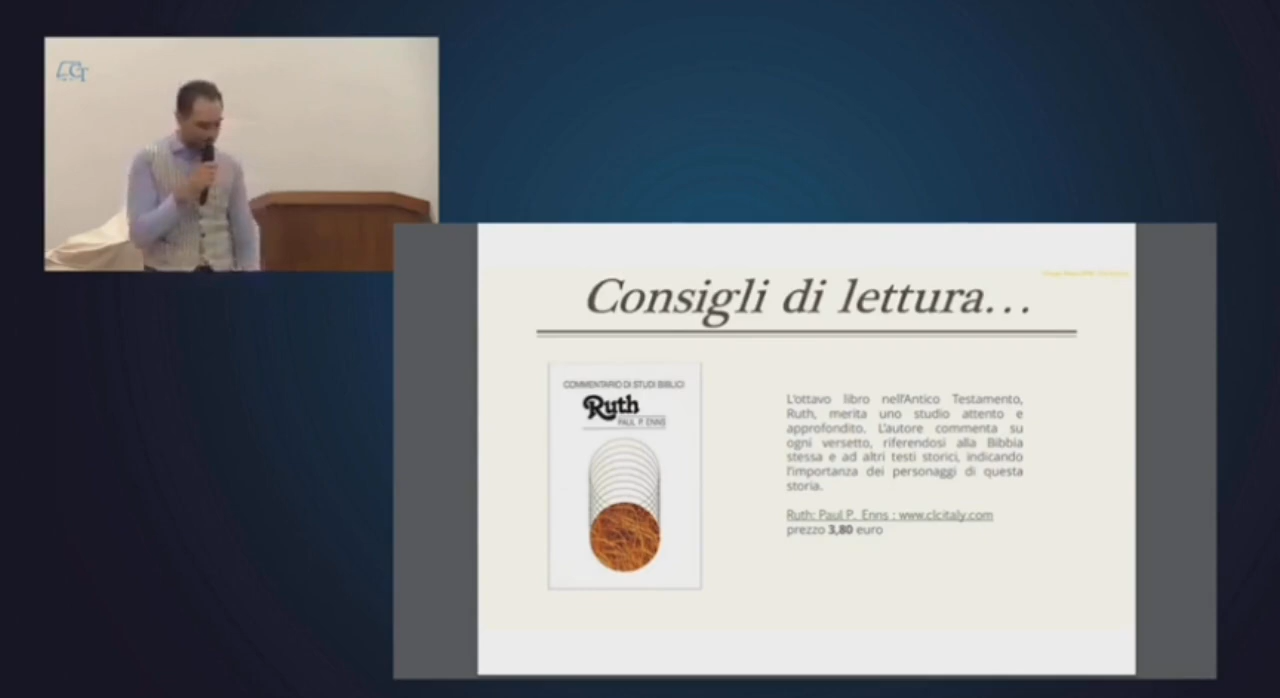 CT
Consigli di lettura...
COMMENTARIO DI STUDI BIBLICI
Ruth
PAUL P. ENNS
L'ottavo libro nell'Antico Testamento,
Ruth, merita uno studio attento e
approfondito. L'autore commenta su
ogni versetto, riferendosi alla Bibbia
stessa e ad altri testi storici, indicando
l'importanza dei personaggi di questa
storia.
Ruth: Paul P. Enns : www.clcitaly.com
prezzo 3,80 euro